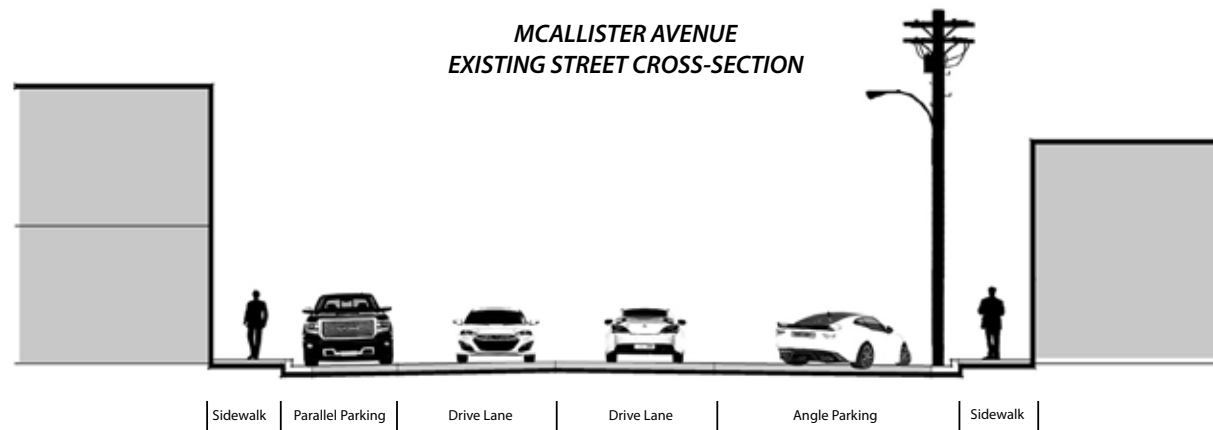 MCALLISTER AVENUE
EXISTING STREET CROSS-SECTION
Sidewalk
Parallel Parking
Drive Lane
Drive Lane
Angle Parking
Sidewalk